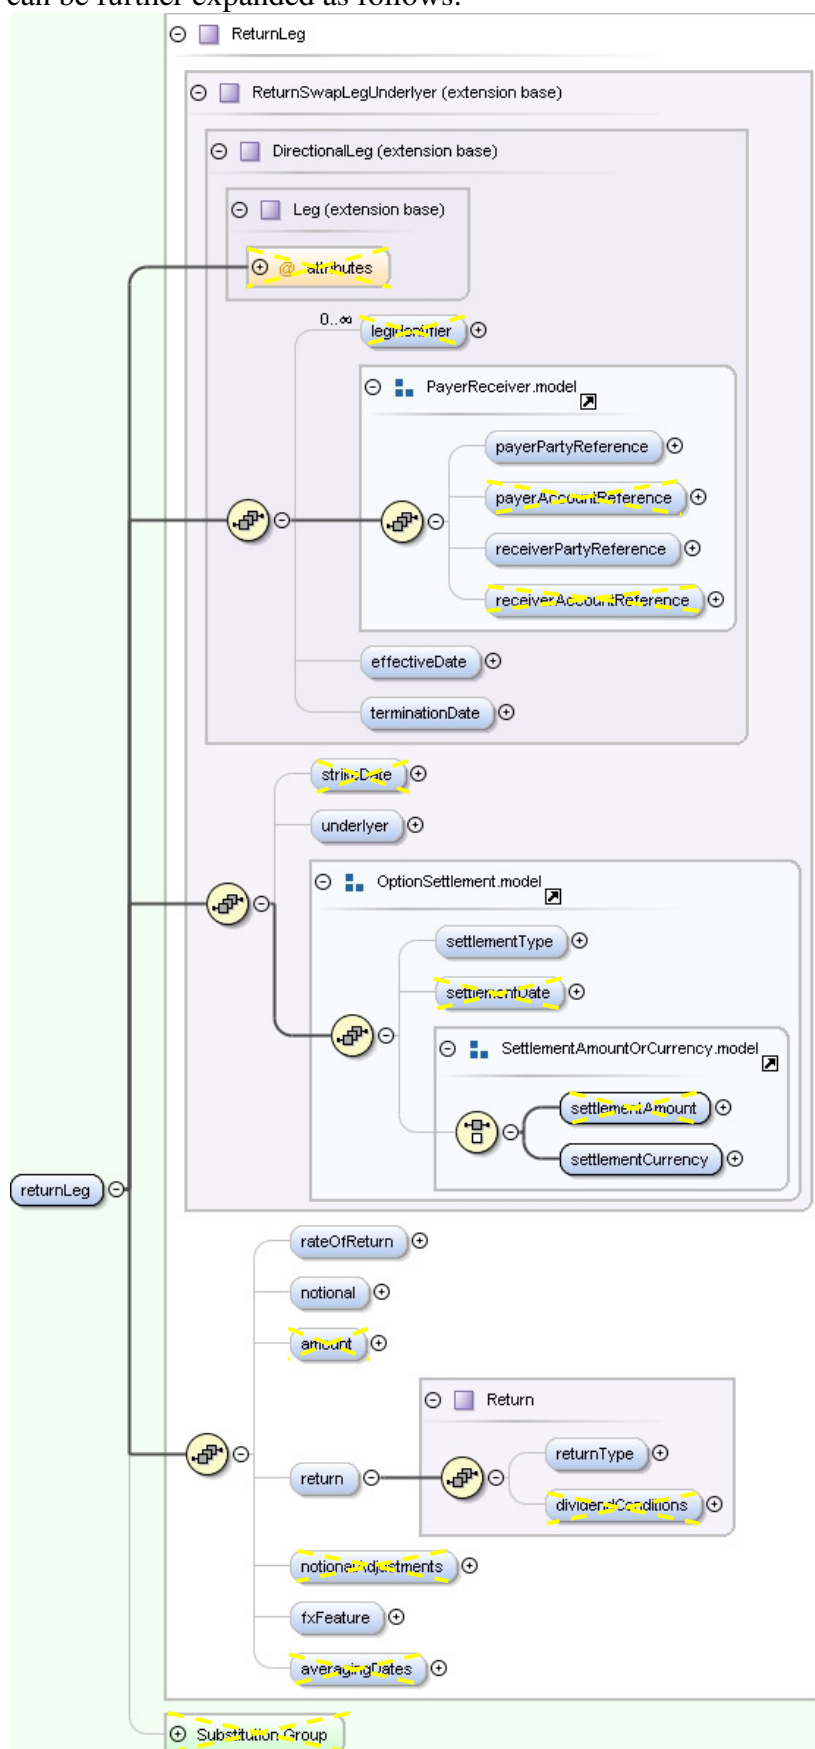 can be further expanded as follows:
ReturnLeg
ReturnSwapLegUnderlyer (extension base)
DirectionalLeg (extension base)
Leg (extension base)
@ attributes
0..∞
legIdentifier
PayerReceiver.model
payerPartyReference
payerAccountReference
receiverPartyReference
receiverAccountReference
effectiveDate
terminationDate
strikeDate
underlyer
OptionSettlement.model
settlementType
settlementDate
SettlementAmountOrCurrency.model
settlementAmount
settlementCurrency
returnLeg
rateOfReturn
notional
amount
Return
returnType
return
dividendConditions
notionalAdjustments
fxFeature
averagingDates
Substitution Group